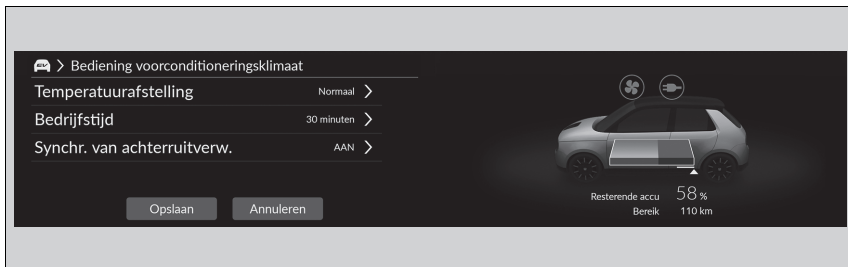 EV > Bediening voorconditioneringsklimaat
Temperatuurafstelling Normaal >
Bedrijfstijd 30 minuten >
Synchr. van achterruitverw. AAN >
Opslaan Annuleren
Resterende accu 58 %
Bereik 110 km